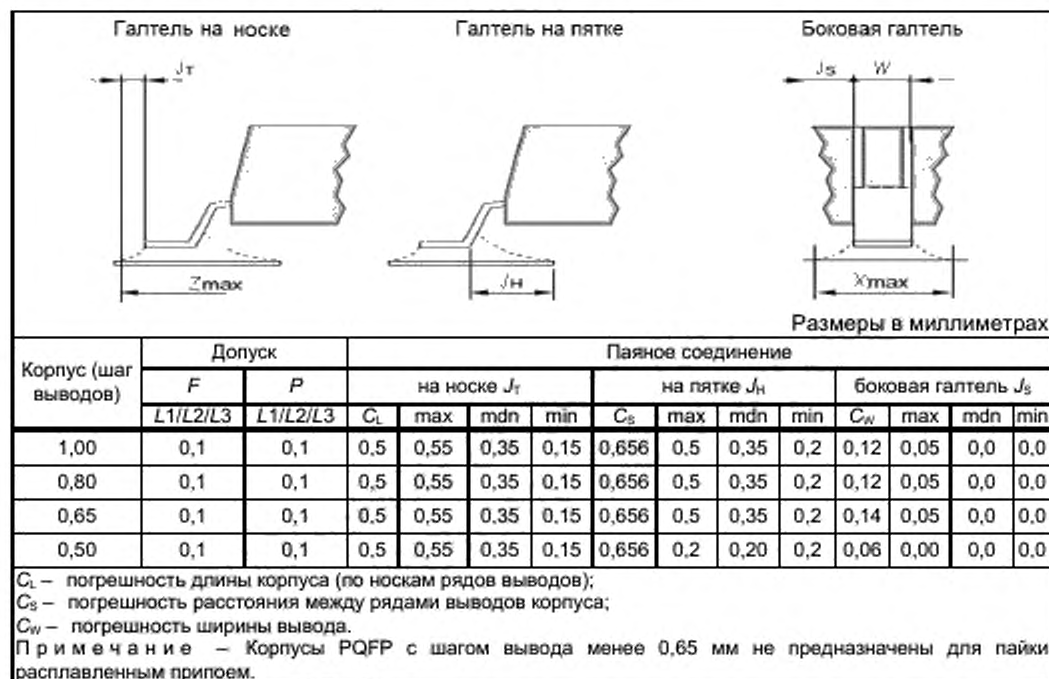 Галтель на носке Галтель на пятке Боковая галтель
JT JS W
Zmax JH Xmax
Размеры в миллиметрах
Корпус (шаг выводов) Допуск Паяное соединение
F P на носке JT на пятке JH боковая галтель JS
L1/L2/L3 L1/L2/L3 CL max mdn min CS max mdn min CW max mdn min
1,00 0,1 0,1 0,5 0,55 0,35 0,15 0,656 0,5 0,35 0,2 0,12 0,05 0,0 0,0
0,80 0,1 0,1 0,5 0,55 0,35 0,15 0,656 0,5 0,35 0,2 0,12 0,05 0,0 0,0
0,65 0,1 0,1 0,5 0,55 0,35 0,15 0,656 0,5 0,35 0,2 0,14 0,05 0,0 0,0
0,50 0,1 0,1 0,5 0,55 0,35 0,15 0,656 0,2 0,20 0,2 0,06 0,00 0,0 0,0
CL – погрешность длины корпуса (по носкам рядов выводов);
CS – погрешность расстояния между рядами выводов корпуса;
CW – погрешность ширины вывода.
Примечание – Корпусы PQFP с шагом вывода менее 0,65 мм не предназначены для пайки
расплавленным припоем.